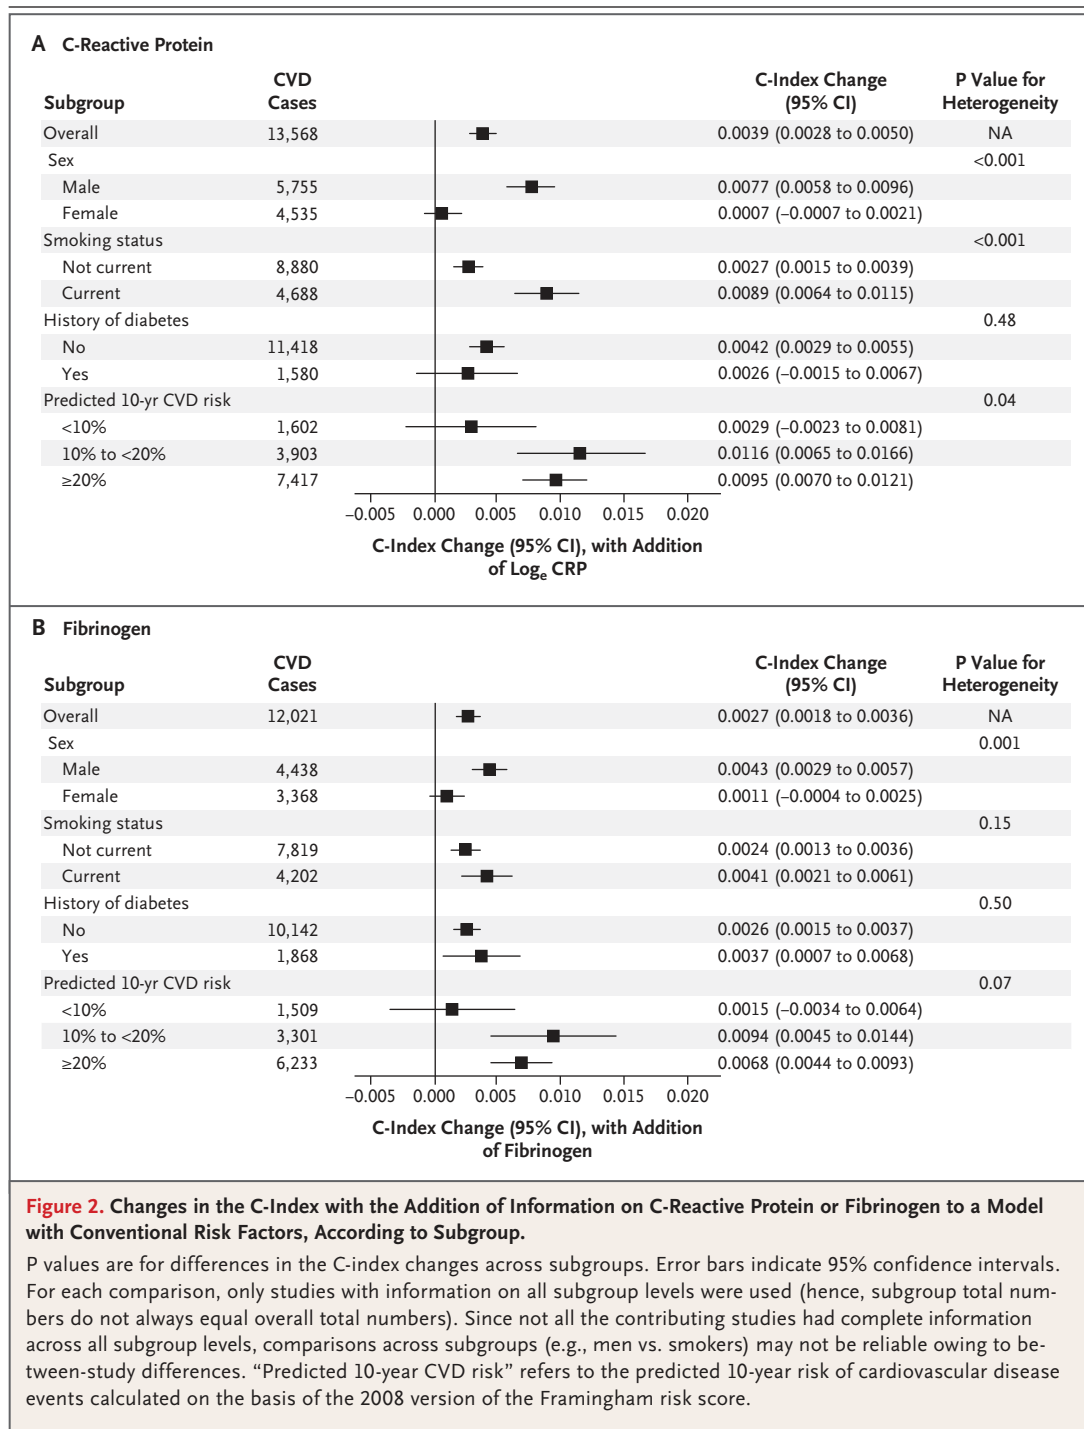 A C-Reactive Protein
Subgroup CVD Cases C-Index Change (95% CI) P Value for Heterogeneity
Overall 13,568 0.0039 (0.0028 to 0.0050) NA
Sex <0.001
Male 5,755 0.0077 (0.0058 to 0.0096)
Female 4,535 0.0007 (–0.0007 to 0.0021)
Smoking status <0.001
Not current 8,880 0.0027 (0.0015 to 0.0039)
Current 4,688 0.0089 (0.0064 to 0.0115)
History of diabetes 0.48
No 11,418 0.0042 (0.0029 to 0.0055)
Yes 1,580 0.0026 (–0.0015 to 0.0067)
Predicted 10-yr CVD risk 0.04
<10% 1,602 0.0029 (–0.0023 to 0.0081)
10% to <20% 3,903 0.0116 (0.0065 to 0.0166)
≥20% 7,417 0.0095 (0.0070 to 0.0121)
–0.005 0.000 0.005 0.010 0.015 0.020
C-Index Change (95% CI), with Addition
of Loge CRP
B Fibrinogen
Subgroup CVD Cases C-Index Change (95% CI) P Value for Heterogeneity
Overall 12,021 0.0027 (0.0018 to 0.0036) NA
Sex 0.001
Male 4,438 0.0043 (0.0029 to 0.0057)
Female 3,368 0.0011 (–0.0004 to 0.0025)
Smoking status 0.15
Not current 7,819 0.0024 (0.0013 to 0.0036)
Current 4,202 0.0041 (0.0021 to 0.0061)
History of diabetes 0.50
No 10,142 0.0026 (0.0015 to 0.0037)
Yes 1,868 0.0037 (0.0007 to 0.0068)
Predicted 10-yr CVD risk 0.07
<10% 1,509 0.0015 (–0.0034 to 0.0064)
10% to <20% 3,301 0.0094 (0.0045 to 0.0144)
≥20% 6,233 0.0068 (0.0044 to 0.0093)
–0.005 0.000 0.005 0.010 0.015 0.020
C-Index Change (95% CI), with Addition
of Fibrinogen
Figure 2. Changes in the C-Index with the Addition of Information on C-Reactive Protein or Fibrinogen to a Model
with Conventional Risk Factors, According to Subgroup.
P values are for differences in the C-index changes across subgroups. Error bars indicate 95% confidence intervals.
For each comparison, only studies with information on all subgroup levels were used (hence, subgroup total num-
bers do not always equal overall total numbers). Since not all the contributing studies had complete information
across all subgroup levels, comparisons across subgroups (e.g., men vs. smokers) may not be reliable owing to be-
tween-study differences. “Predicted 10-year CVD risk” refers to the predicted 10-year risk of cardiovascular disease
events calculated on the basis of the 2008 version of the Framingham risk score.